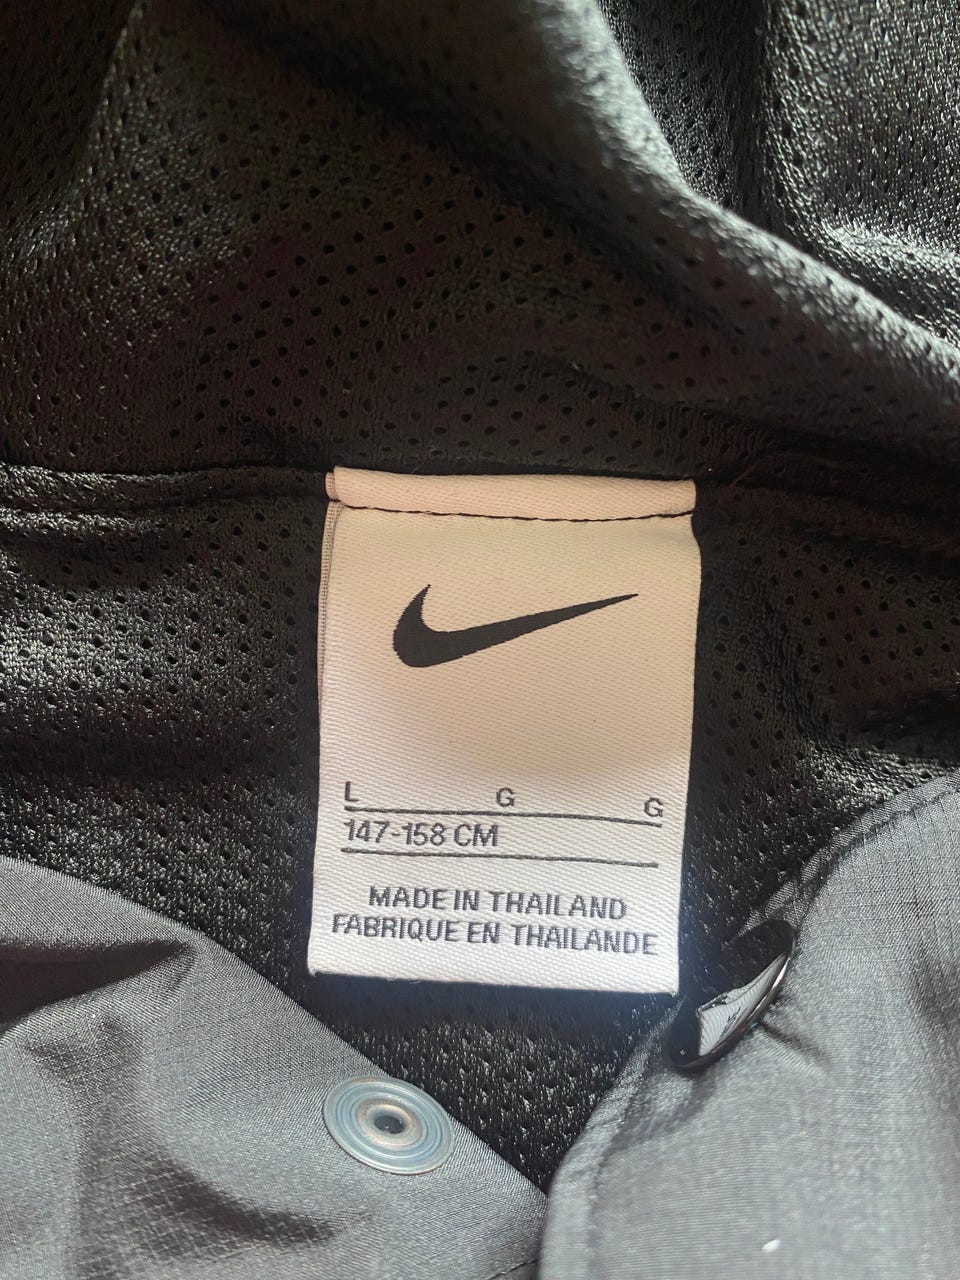 L G G
147-158 CM
MADE IN THAILAND
FABRIQUE EN THAILANDE